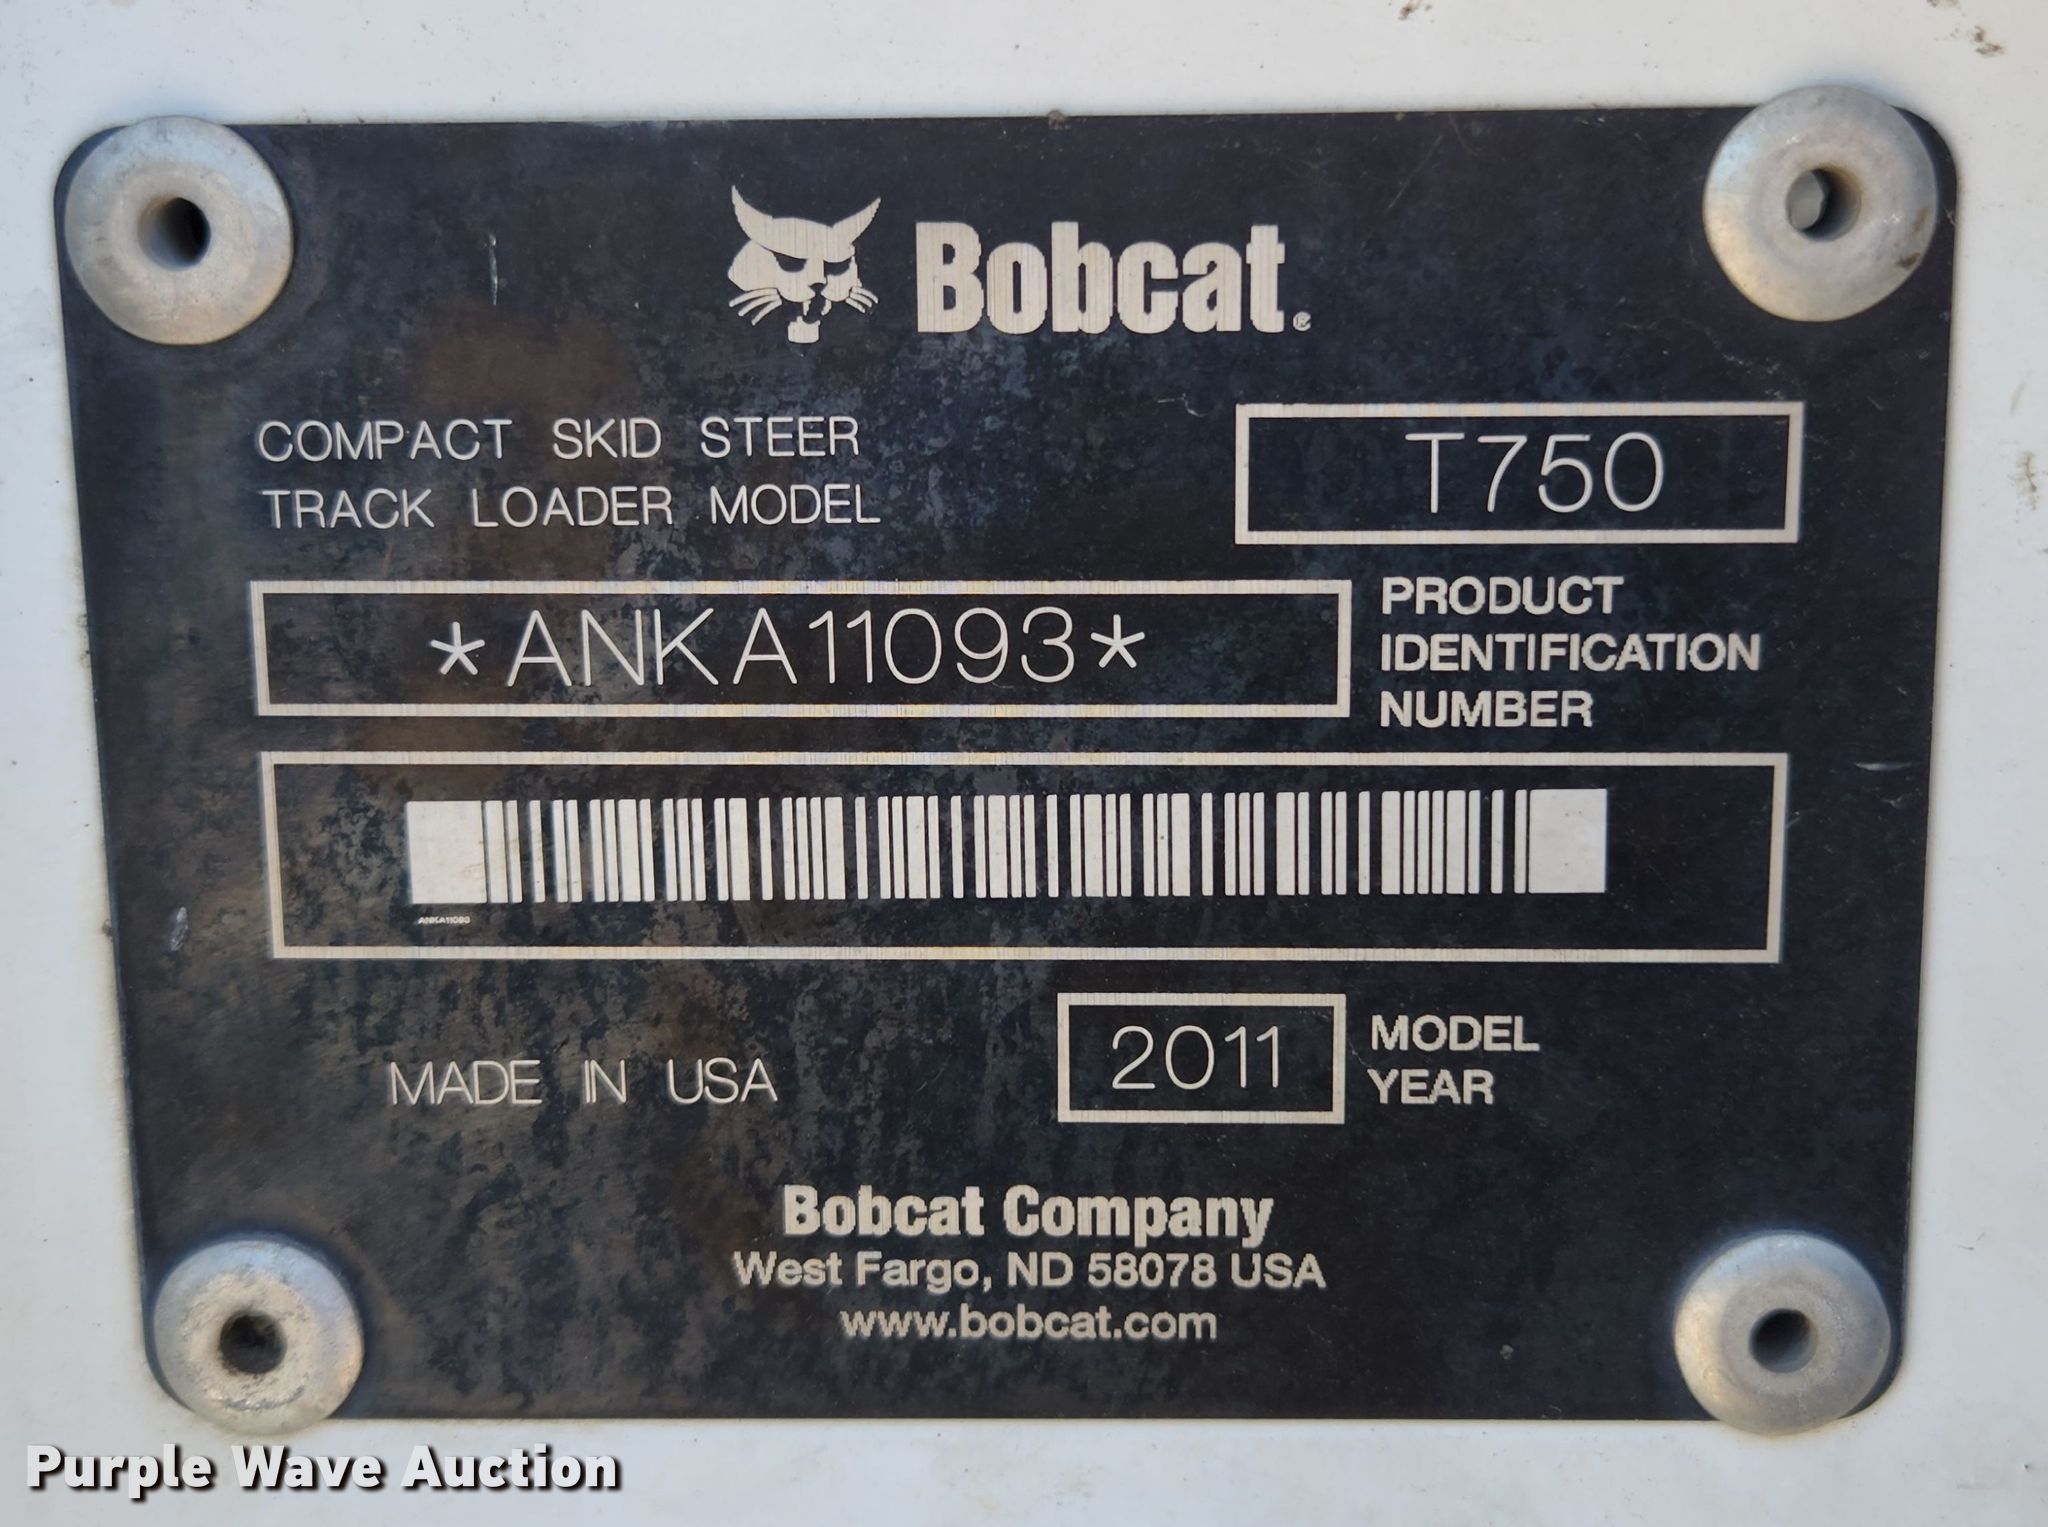 Bobcat®
COMPACT SKID STEER
TRACK LOADER MODEL
T750
*ANKA11093*
PRODUCT
IDENTIFICATION
NUMBER
ANKA11093
MADE IN USA
2011
MODEL
YEAR
Bobcat Company
West Fargo, ND 58078 USA
www.bobcat.com
Purple Wave Auction